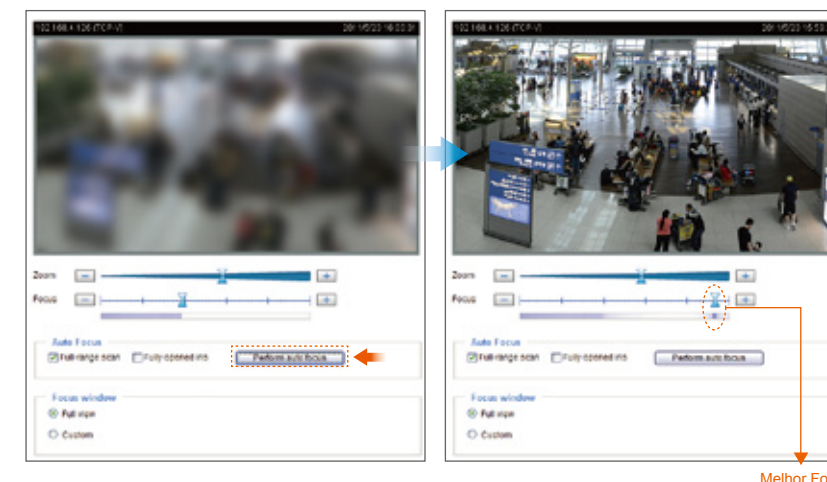 192.168.4.126 (TCP-V)
Zoom
Focus
Auto Focus
Full-range scan Fully opened iris Perform auto focus
Focus window
Full view
Custom
192.168.4.126 (TCP-V)
Zoom
Focus
Auto Focus
Full-range scan Fully opened iris Perform auto focus
Focus window
Full view
Custom
Melhor Fo